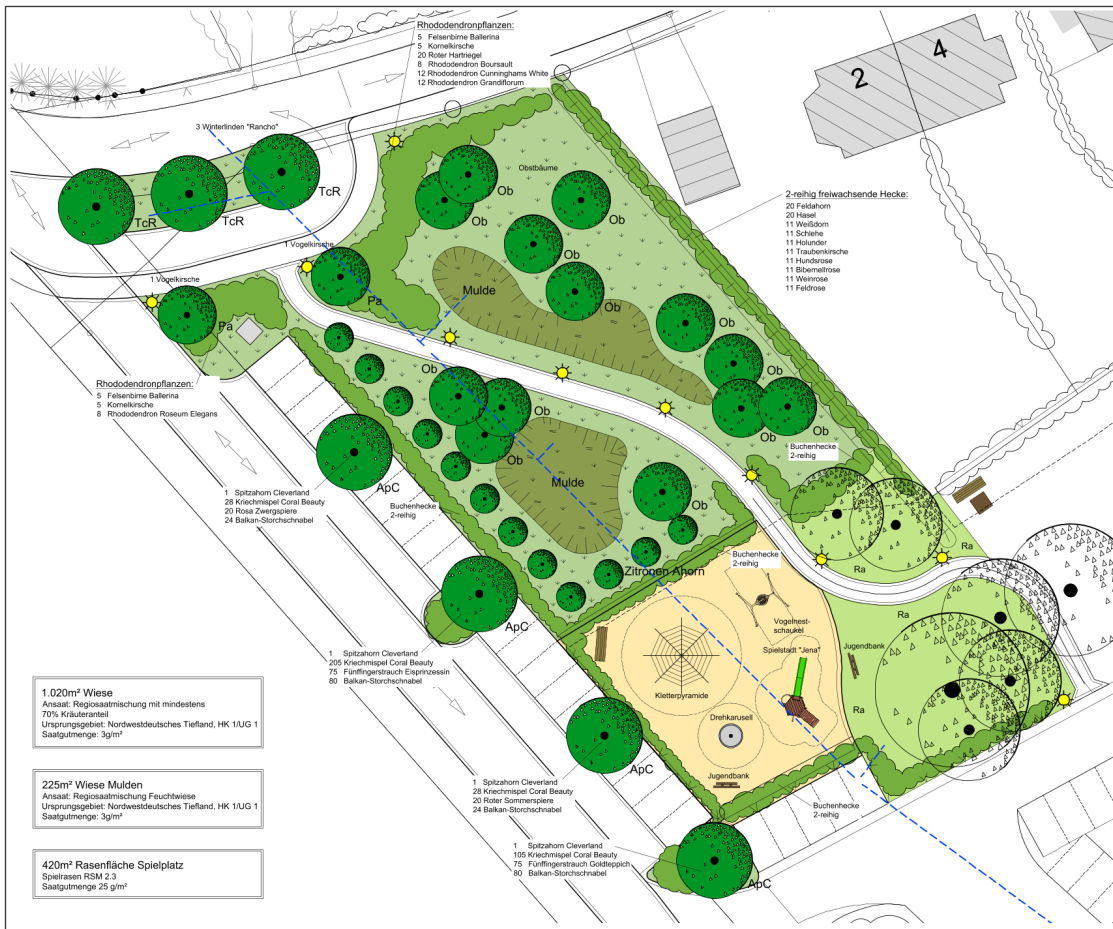 Rhododendronpflanzen:
5 Felsenbirne Ballerina
5 Kornelkirsche
20 Roter Hartriegel
8 Rhododendron Boursault
12 Rhododendron Cunninghams White
12 Rhododendron Grandiflorum
2
4
3 Winterlinden "Rancho"
TcR
TcR
TcR
Obstbäume
Ob
Ob
Ob
Ob
Ob
2-reihig freiwachsende Hecke:
20 Feldahorn
20 Hasel
11 Weißdorn
11 Schlehe
11 Holunder
11 Traubenkirsche
11 Hundsrose
11 Bibernellrose
11 Weinrose
11 Feldrose
1 Vogelkirsche
Pa
1 Vogelkirsche
Pa
Mulde
Ob
Ob
Ob
Ob
Rhododendronpflanzen:
5 Felsenbirne Ballerina
5 Kornelkirsche
8 Rhododendron Roseum Elegans
Ob
Ob
Ob
Mulde
Ob
Buchenhecke
2-reihig
1 Spitzahorn Cleverland
28 Kriechmispel Coral Beauty
20 Rosa Zwergspiere
24 Balkan-Storchschnabel
ApC
Buchenhecke
2-reihig
Buchenhecke
2-reihig
Zitronen-Ahorn
Ra
Ra
Ra
Ra
Vogelnest-
schaukel
Spielstadt "Jena"
Jugendbank
Kletterpyramide
Drehkarusell
Jugendbank
ApC
1 Spitzahorn Cleverland
205 Kriechmispel Coral Beauty
75 Fünffingerstrauch Eisprinzessin
80 Balkan-Storchschnabel
ApC
1 Spitzahorn Cleverland
28 Kriechmispel Coral Beauty
20 Roter Sommerspiere
24 Balkan-Storchschnabel
Buchenhecke
2-reihig
1 Spitzahorn Cleverland
105 Kriechmispel Coral Beauty
75 Fünffingerstrauch Goldteppich
80 Balkan-Storchschnabel
ApC
1.020m² Wiese
Ansaat: Regiosaatmischung mit mindestens
70% Kräuteranteil
Ursprungsgebiet: Nordwestdeutsches Tiefland, HK 1/UG 1
Saatgutmenge: 3g/m²
225m² Wiese Mulden
Ansaat: Regiosaatmischung Feuchtwiese
Ursprungsgebiet: Nordwestdeutsches Tiefland, HK 1/UG 1
Saatgutmenge: 3g/m²
420m² Rasenfläche Spielplatz
Spielrasen RSM 2.3
Saatgutmenge 25 g/m²